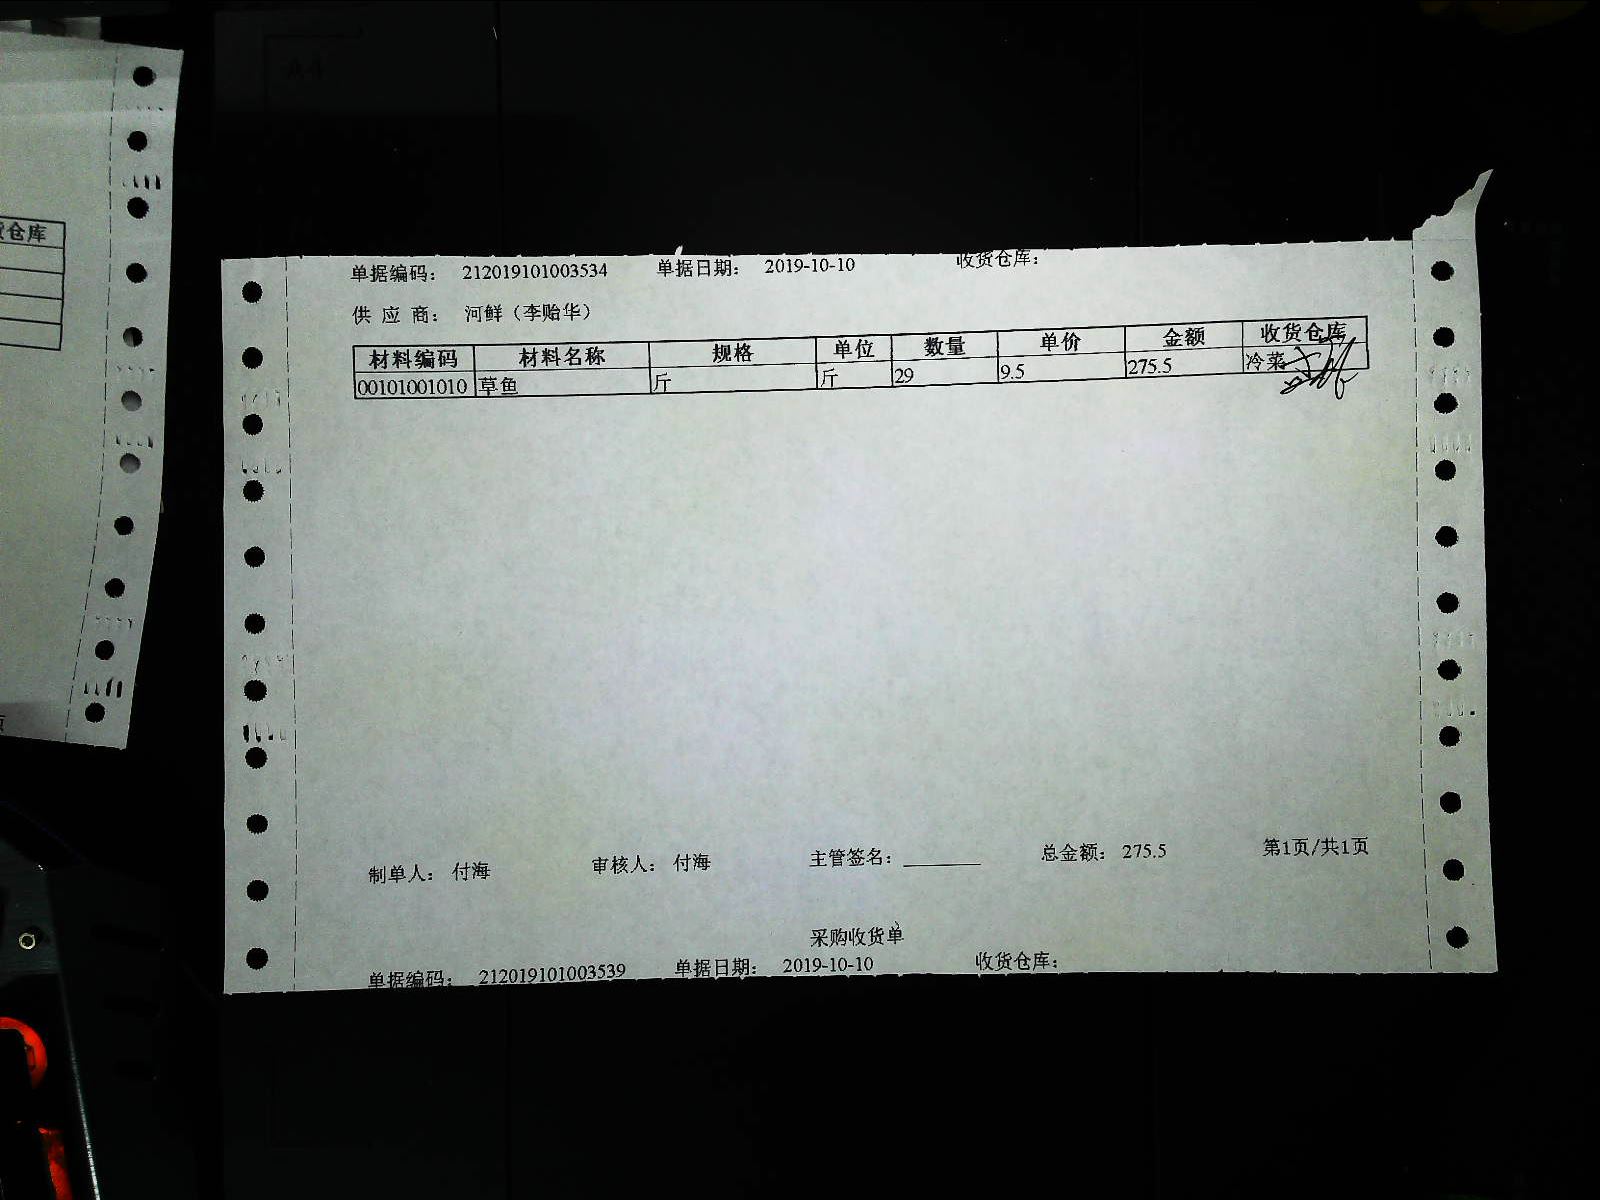 货仓库
单据编码： 212019101003534 单据日期： 2019-10-10 收货仓库：
供 应 商： 河鲜（李贻华）
材料编码 材料名称 规格 单位 数量 单价 金额 收货仓库
00101001010 草鱼 斤 斤 29 9.5 275.5 冷菜
制单人： 付海 审核人： 付海 主管签名：________ 总金额： 275.5 第1页/共1页
采购收货单
单据编码： 212019101003539 单据日期： 2019-10-10 收货仓库：